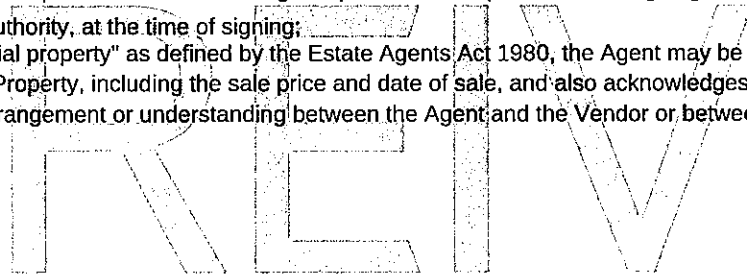 uthority, at the time of signing;
ial property" as defined by the Estate Agents Act 1980, the Agent may be
Property, including the sale price and date of sale, and also acknowledges
rangement or understanding between the Agent and the Vendor or betwee
REIV